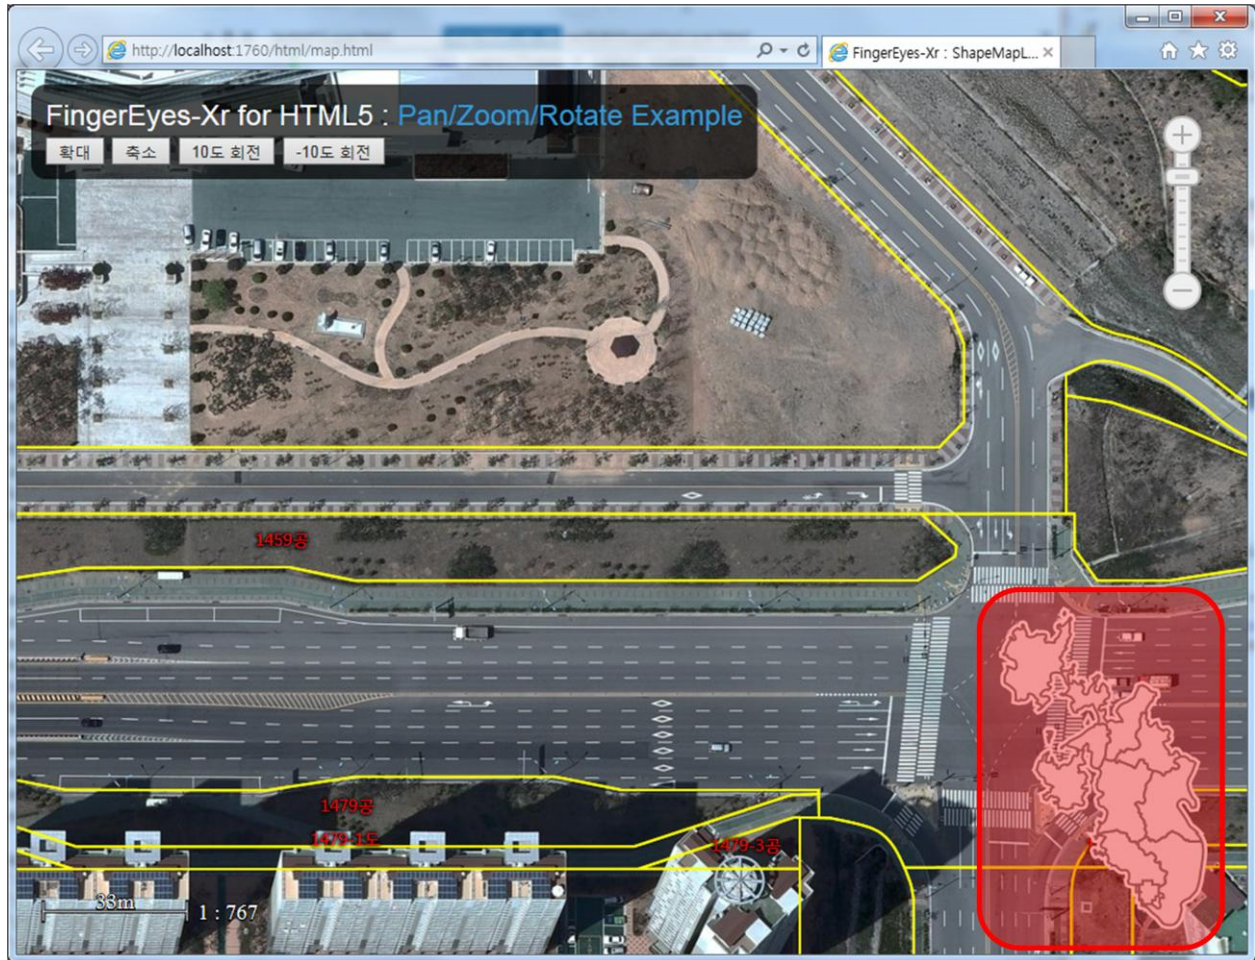 http://localhost:1760/html/map.html
FingerEyes-Xr : ShapeMapL...
FingerEyes-Xr for HTML5 : Pan/Zoom/Rotate Example
확대 축소 10도 회전 -10도 회전
1459공
1479공
1479-1도
1479-3공
33m
1 : 767